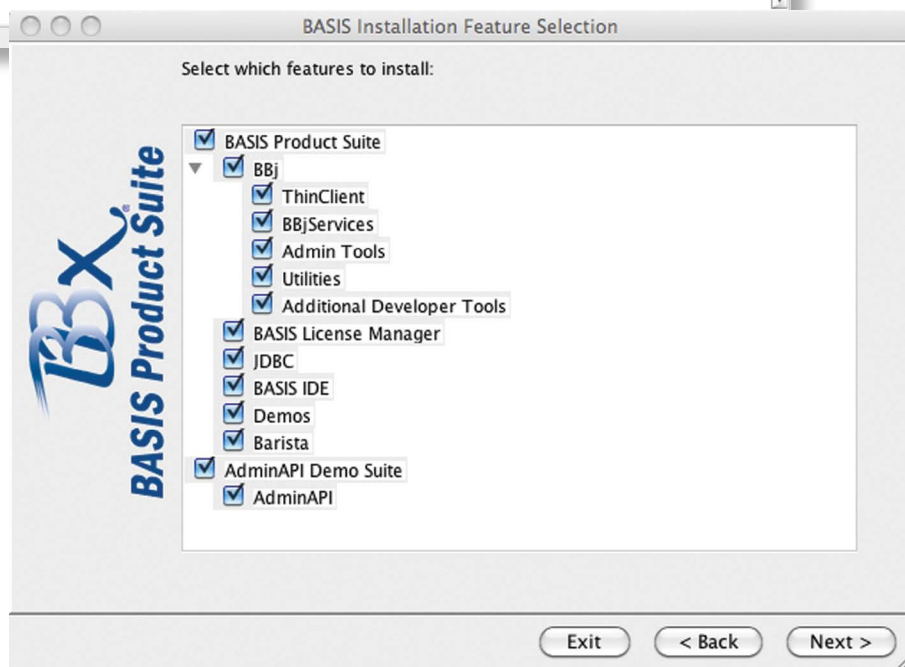 BASIS Installation Feature Selection
Select which features to install:
BASIS Product Suite
BBj
ThinClient
BBjServices
Admin Tools
Utilities
Additional Developer Tools
BASIS License Manager
JDBC
BASIS IDE
Demos
Barista
AdminAPI Demo Suite
AdminAPI
BBx®
BASIS Product Suite
Exit
< Back
Next >